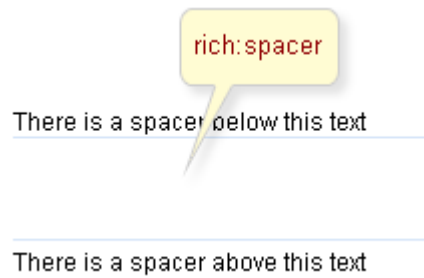 rich:spacer
There is a spacer below this text
There is a spacer above this text